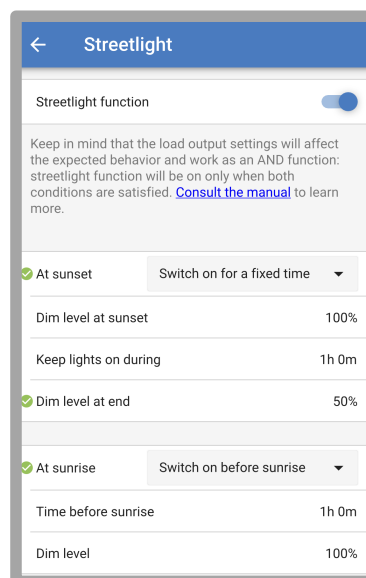 Streetlight
Streetlight function
Keep in mind that the load output settings will affect
the expected behavior and work as an AND function:
streetlight function will be on only when both
conditions are satisfied. Consult the manual to learn
more.
At sunset Switch on for a fixed time
Dim level at sunset 100%
Keep lights on during 1h 0m
Dim level at end 50%
At sunrise Switch on before sunrise
Time before sunrise 1h 0m
Dim level 100%